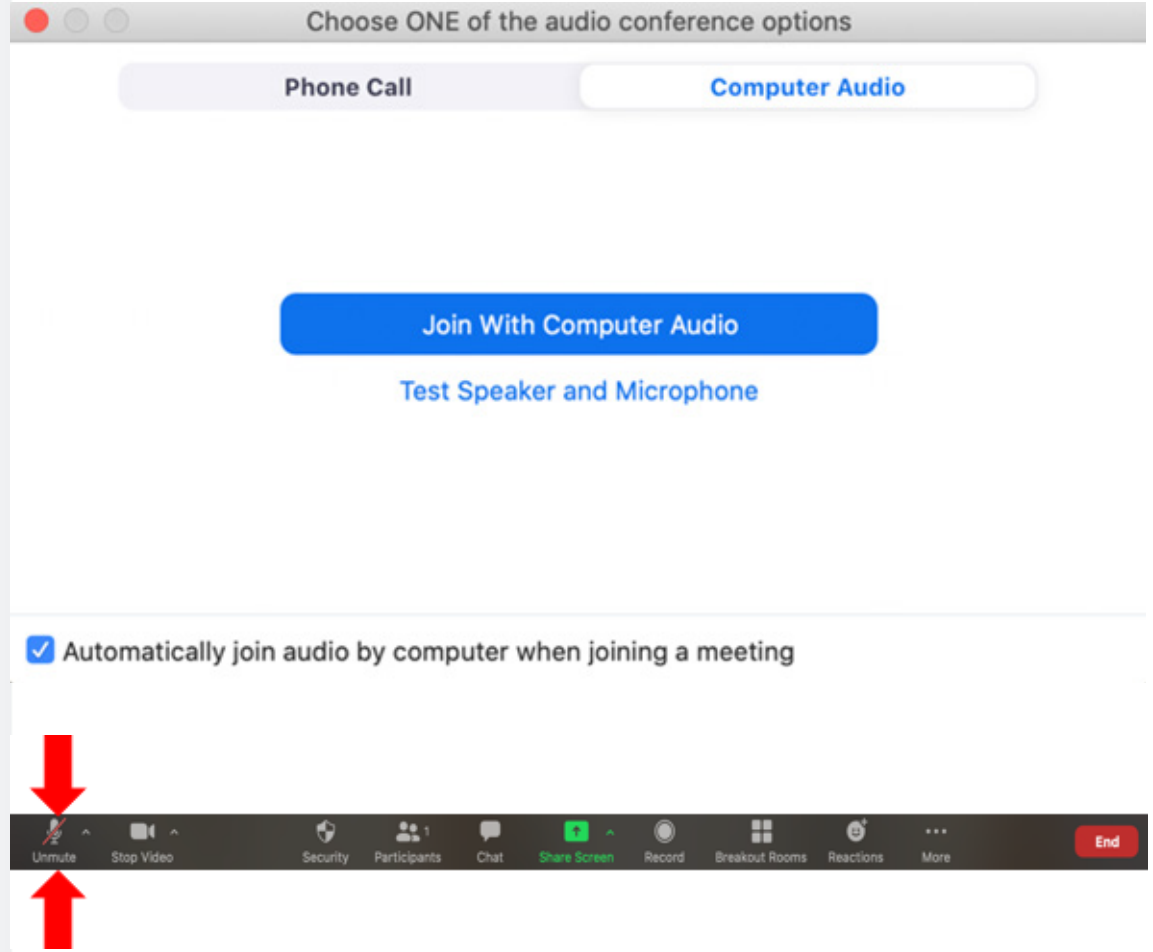 Choose ONE of the audio conference options
Phone Call Computer Audio
Join With Computer Audio
Test Speaker and Microphone
Automatically join audio by computer when joining a meeting
1
Unmute Stop Video Security Participants Chat Share Screen Record Breakout Rooms Reactions More End